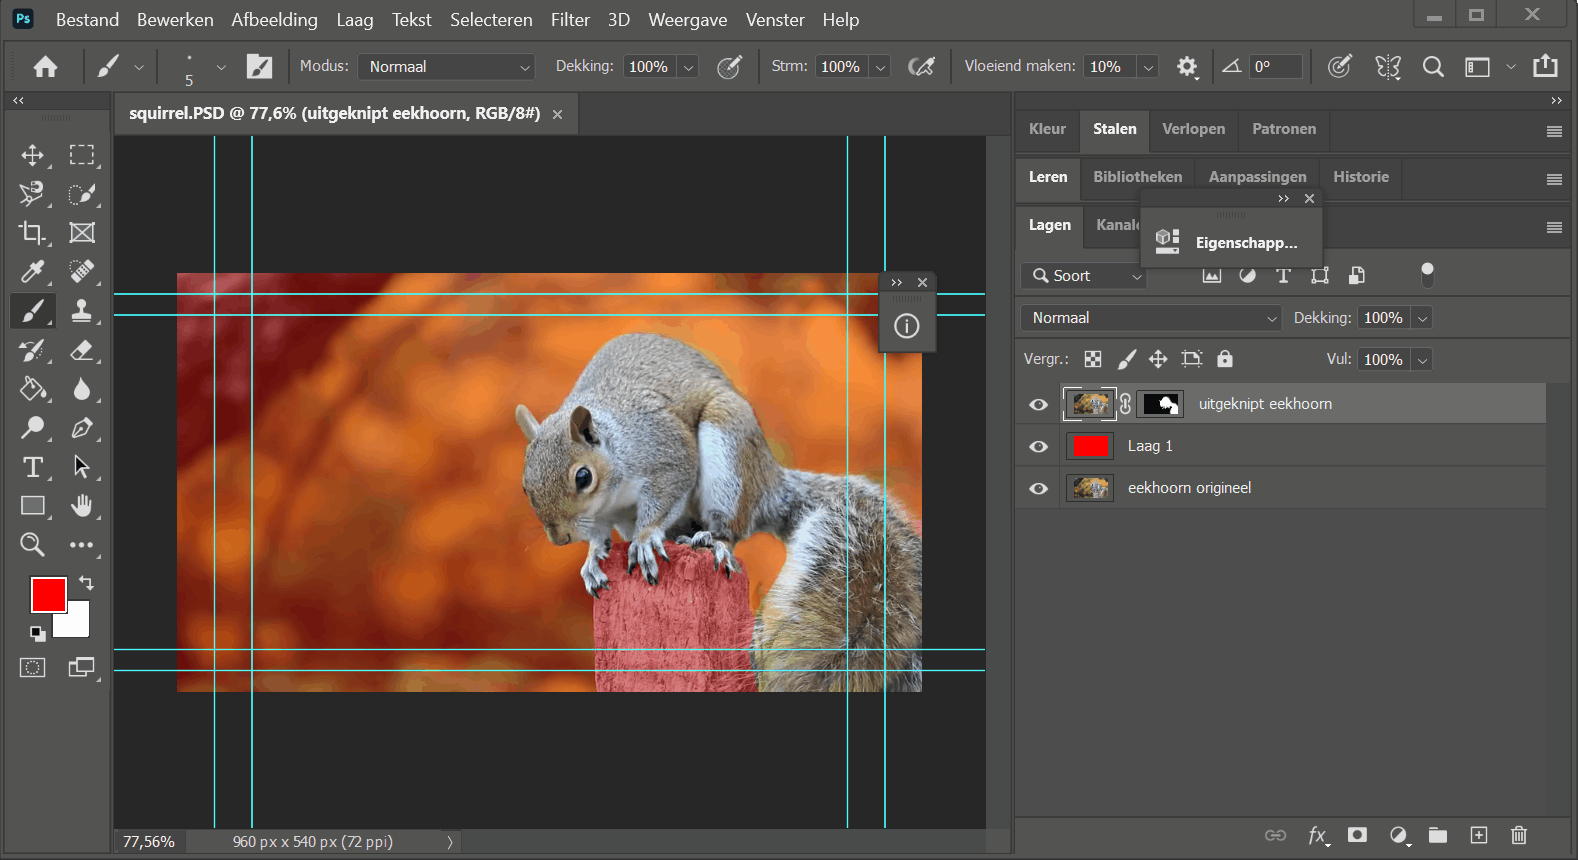 Ps Bestand Bewerken Afbeelding Laag Tekst Selecteren Filter 3D Weergave Venster Help
5 Modus: Normaal Dekking: 100% Strm: 100% Vloeiend maken: 10% 0°
squirrel.PSD @ 77,6% (uitgeknipt eekhoorn, RGB/8#)
Kleur Stalen Verlopen Patronen
Leren Bibliotheken Aanpassingen Historie
Lagen
Eigenschapp...
Soort
Normaal Dekking: 100%
Vergr.: Vul: 100%
uitgeknipt eekhoorn
Laag 1
eekhoorn origineel
77,56% 960 px x 540 px (72 ppi)
fx